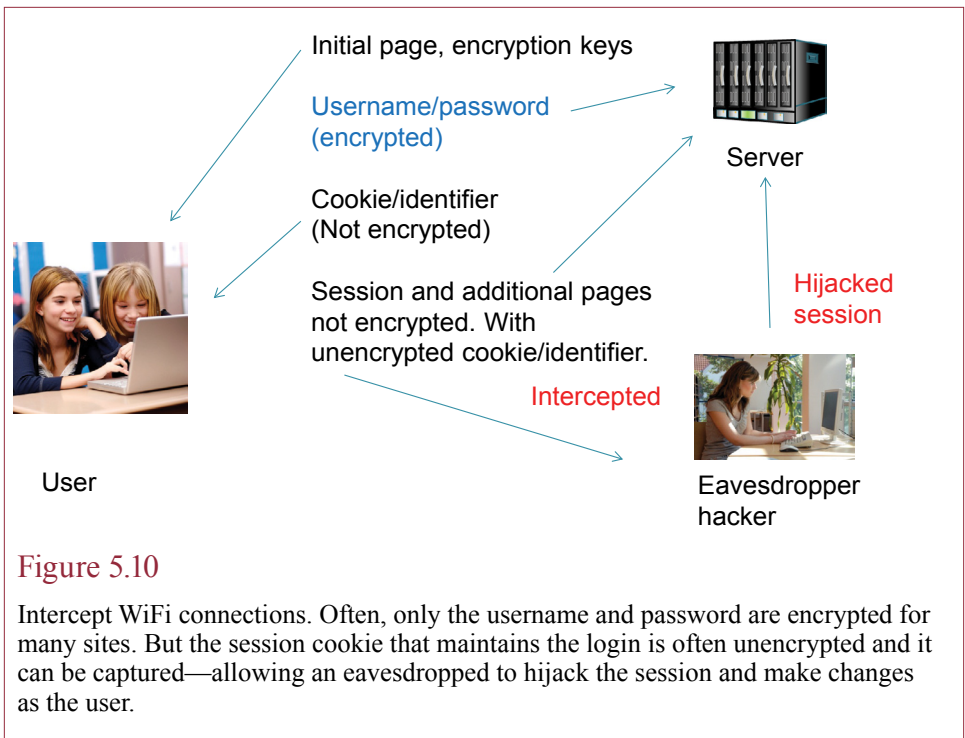 Initial page, encryption keys
Username/password
(encrypted)
Server
Cookie/identifier
(Not encrypted)
Session and additional pages
not encrypted. With
unencrypted cookie/identifier.
Hijacked
session
Intercepted
User
Eavesdropper
hacker
Figure 5.10
Intercept WiFi connections. Often, only the username and password are encrypted for
many sites. But the session cookie that maintains the login is often unencrypted and it
can be captured—allowing an eavesdropped to hijack the session and make changes
as the user.